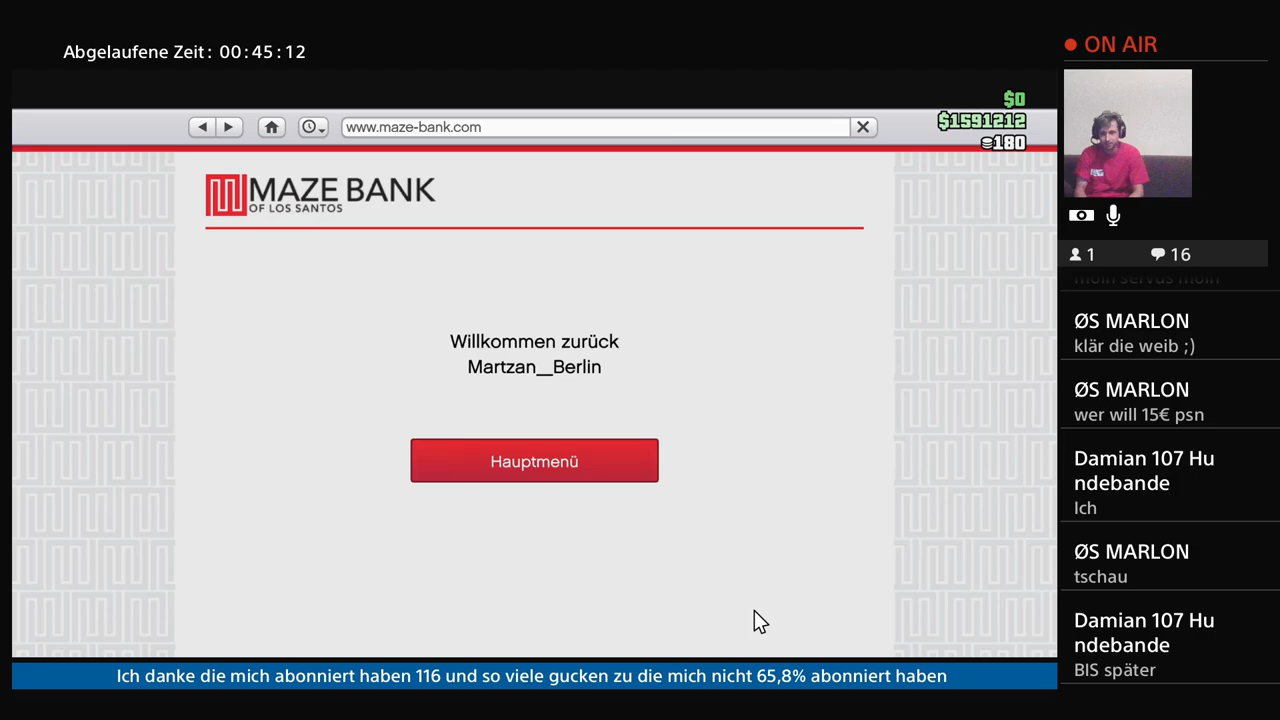 Abgelaufene Zeit: 00:45:12
ON AIR
$0
$1591212
180
www.maze-bank.com
MAZE BANK
OF LOS SANTOS
Willkommen zurück
Martzan__Berlin
Hauptmenü
1
16
moin servus moin
ØS MARLON
klär die weib ;)
ØS MARLON
wer will 15€ psn
Damian 107 Hu
ndebande
Ich
ØS MARLON
tschau
Damian 107 Hu
ndebande
BIS später
Ich danke die mich abonniert haben 116 und so viele gucken zu die mich nicht 65,8% abonniert haben